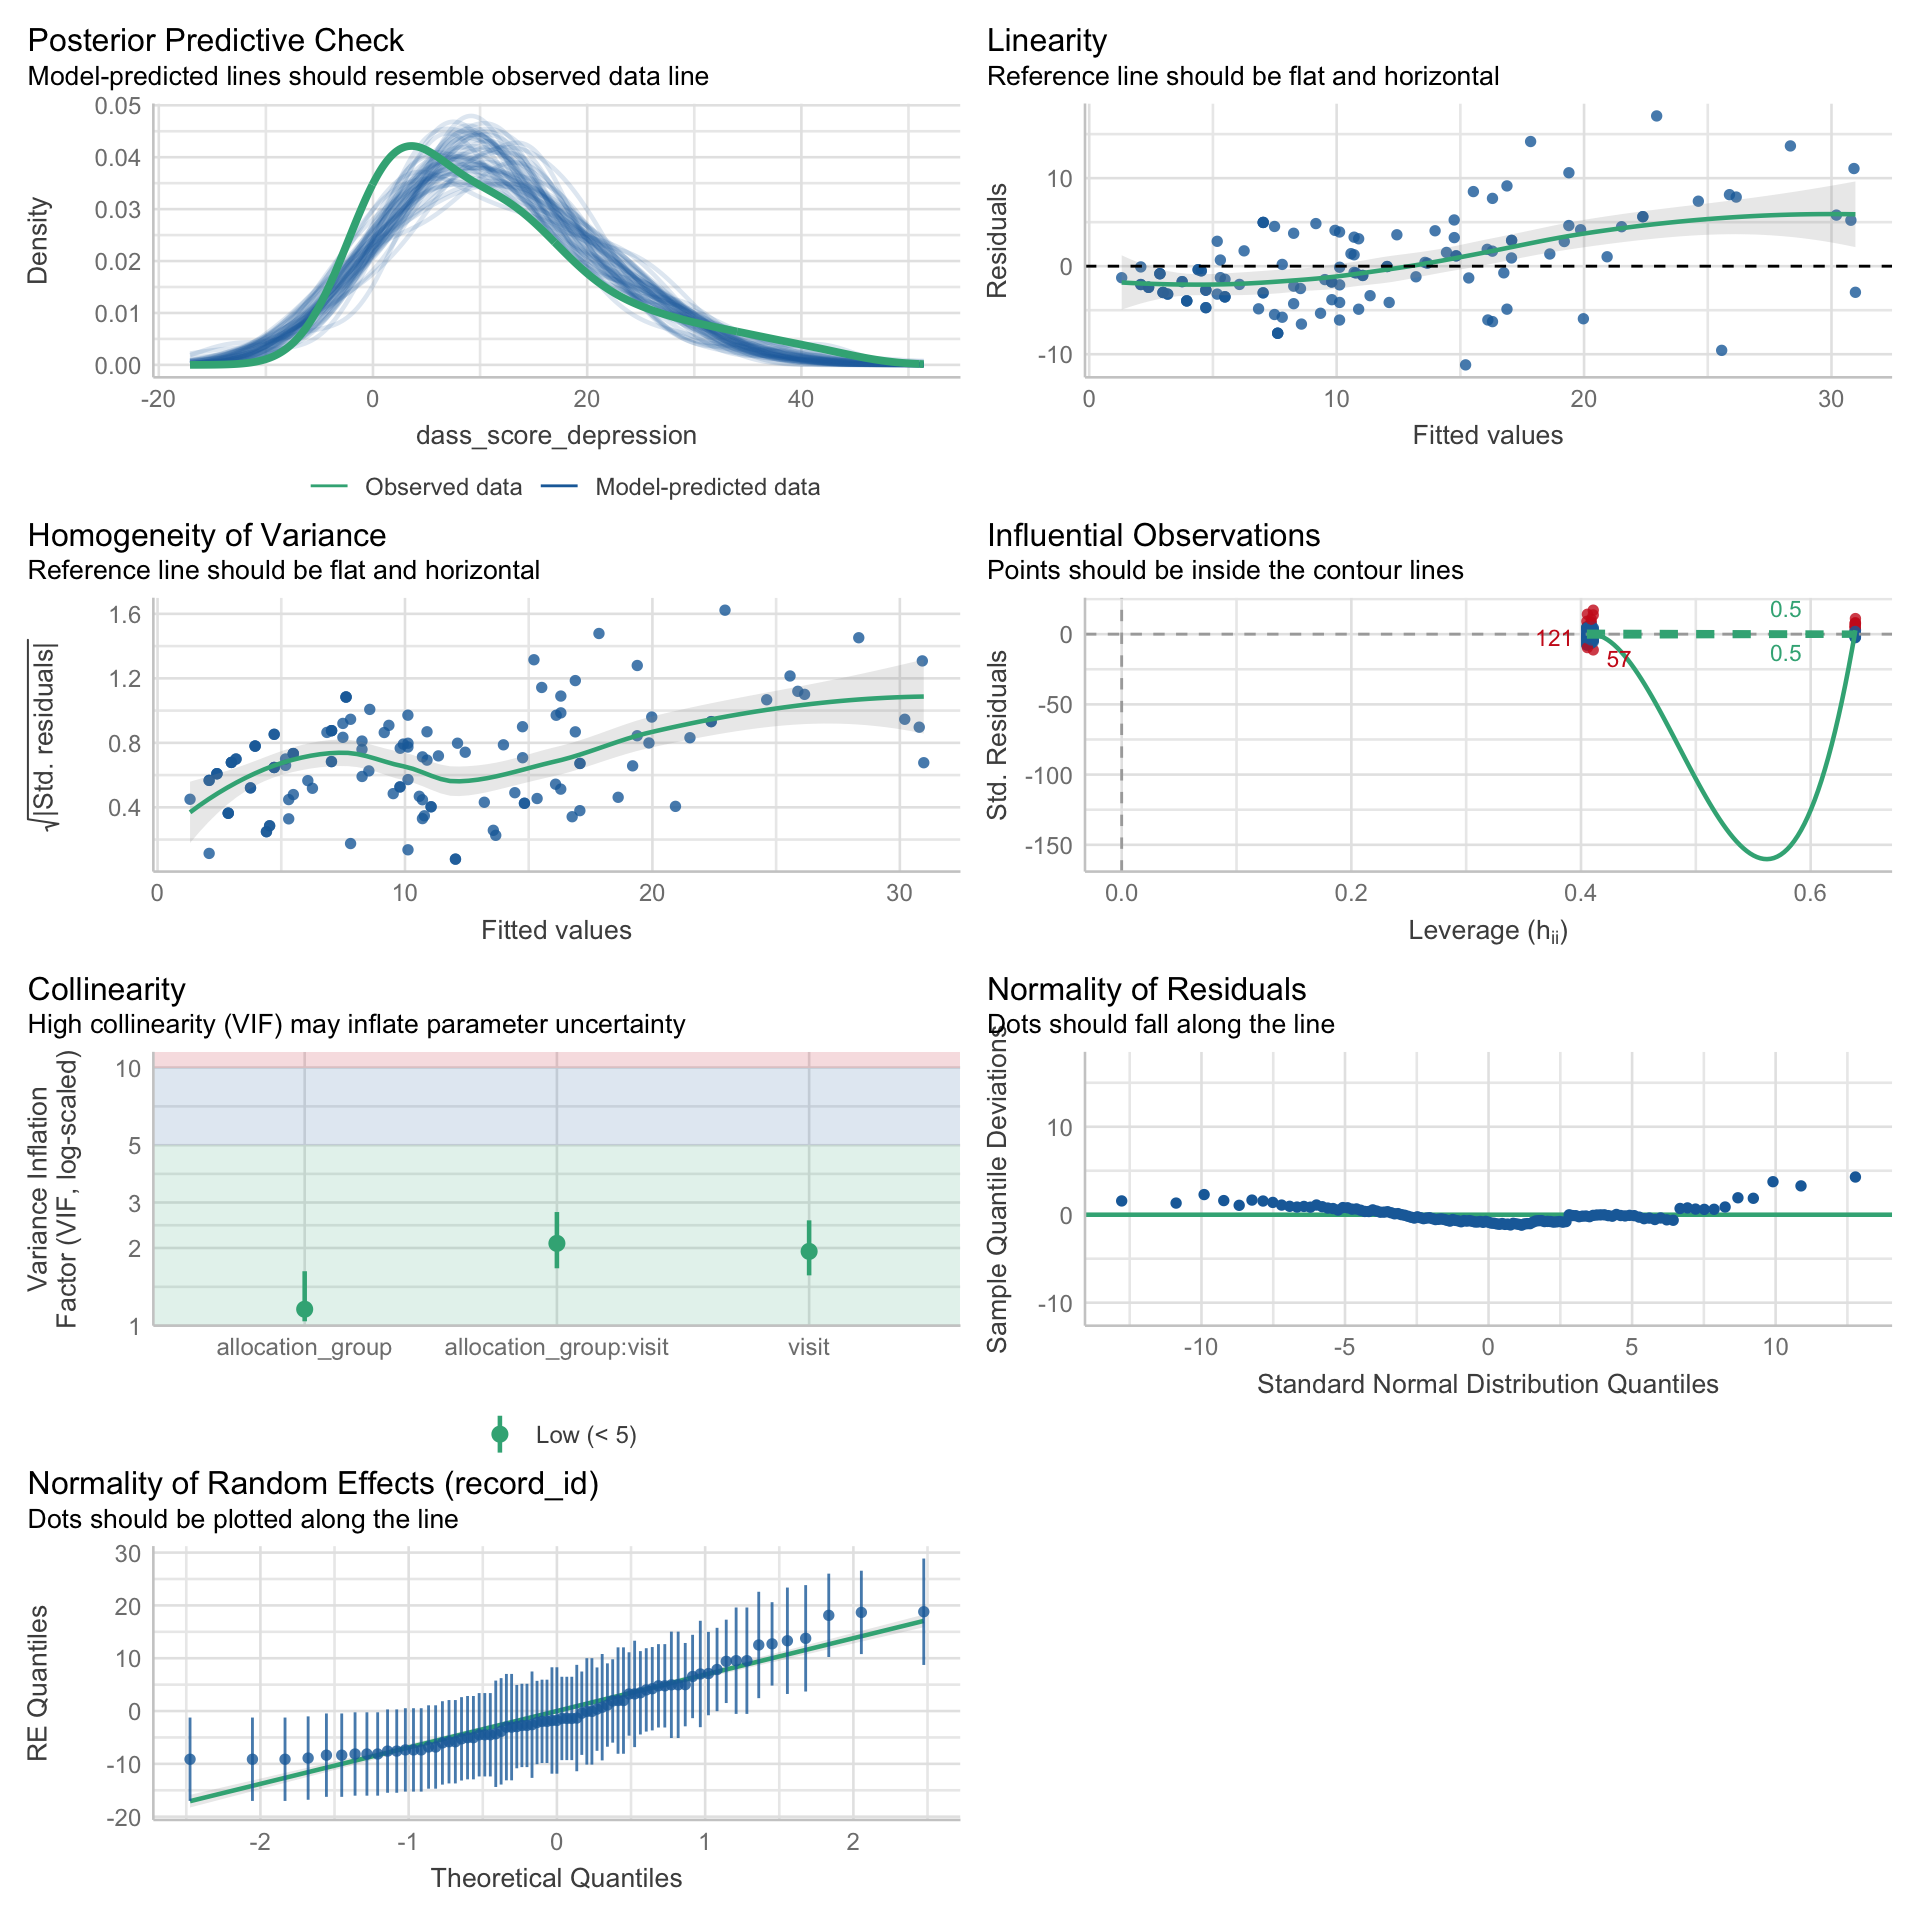 Posterior Predictive Check
Model-predicted lines should resemble observed data line
0.05
0.04
0.03
0.02
0.01
0.00
Density
-20 0 20 40
dass_score_depression
Observed data Model-predicted data
Linearity
Reference line should be flat and horizontal
10
0
-10
Residuals
0 10 20 30
Fitted values
Homogeneity of Variance
Reference line should be flat and horizontal
1.6
1.2
0.8
0.4
√|Std. residuals|
0 10 20 30
Fitted values
Influential Observations
Points should be inside the contour lines
0
-50
-100
-150
Std. Residuals
0.5
121
0.5
57
0.0 0.2 0.4 0.6
Leverage (hii)
Collinearity
High collinearity (VIF) may inflate parameter uncertainty
10
5
3
2
1
Variance Inflation
Factor (VIF, log-scaled)
allocation_group allocation_group:visit visit
Low (< 5)
Normality of Residuals
Dots should fall along the line
10
0
-10
Sample Quantile Deviations
-10 -5 0 5 10
Standard Normal Distribution Quantiles
Normality of Random Effects (record_id)
Dots should be plotted along the line
30
20
10
0
-10
-20
RE Quantiles
-2 -1 0 1 2
Theoretical Quantiles